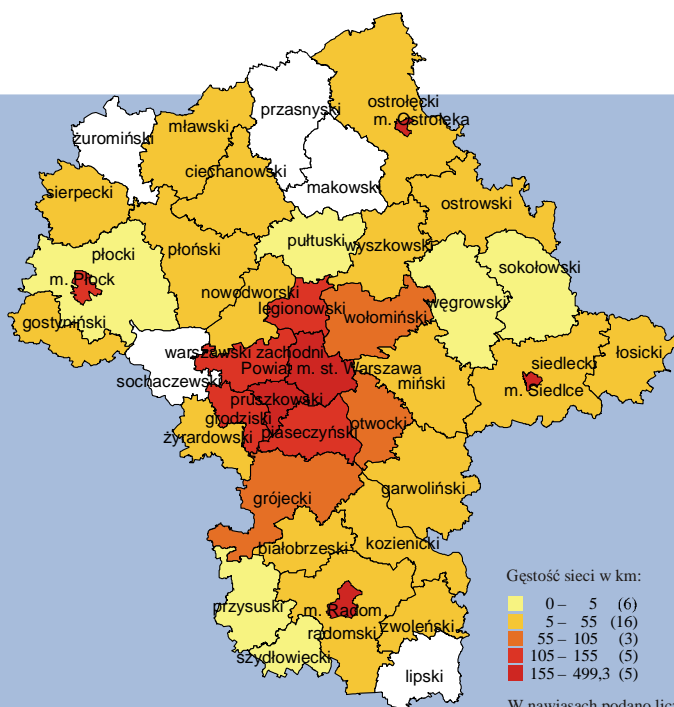 przasnyski
ostrołęcki
m. Ostrołęka
żuromiński
mławski
ciechanowski
makowski
sierpecki
ostrowski
pułtuski
wyszkowski
płocki
płoński
sokołowski
m. Płock
nowodworski
węgrowski
legionowski
wołomiński
gostyniński
warszawski zachodni
siedlecki
łosicki
Powiat m. st. Warszawa
sochaczewski
miński
m. Siedlce
pruszkowski
grodziski
otwocki
żyrardowski
piaseczyński
garwoliński
grójecki
białobrzeski
kozienicki
przysuski
m. Radom
zwoleński
radomski
szydłowiecki
lipski
Gęstość sieci w km:
0 – 5 (6)
5 – 55 (16)
55 – 105 (3)
105 – 155 (5)
155 – 499,3 (5)
W nawiasach podano